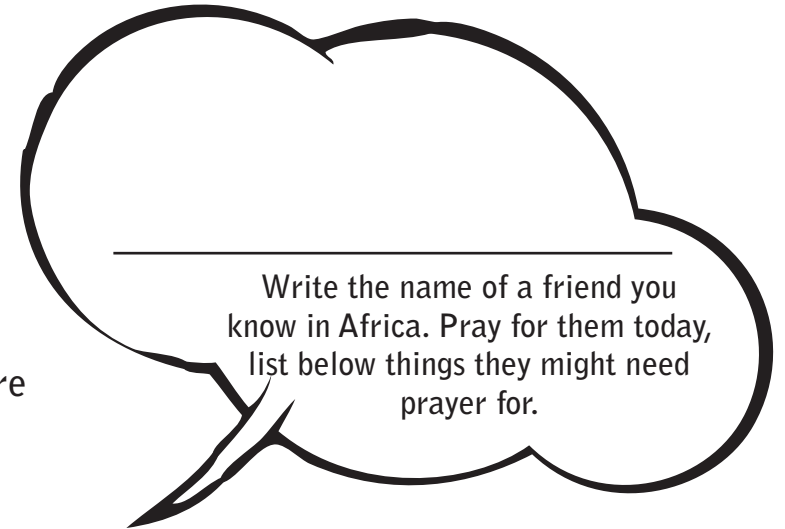 Write the name of a friend you
know in Africa. Pray for them today,
list below things they might need
prayer for.